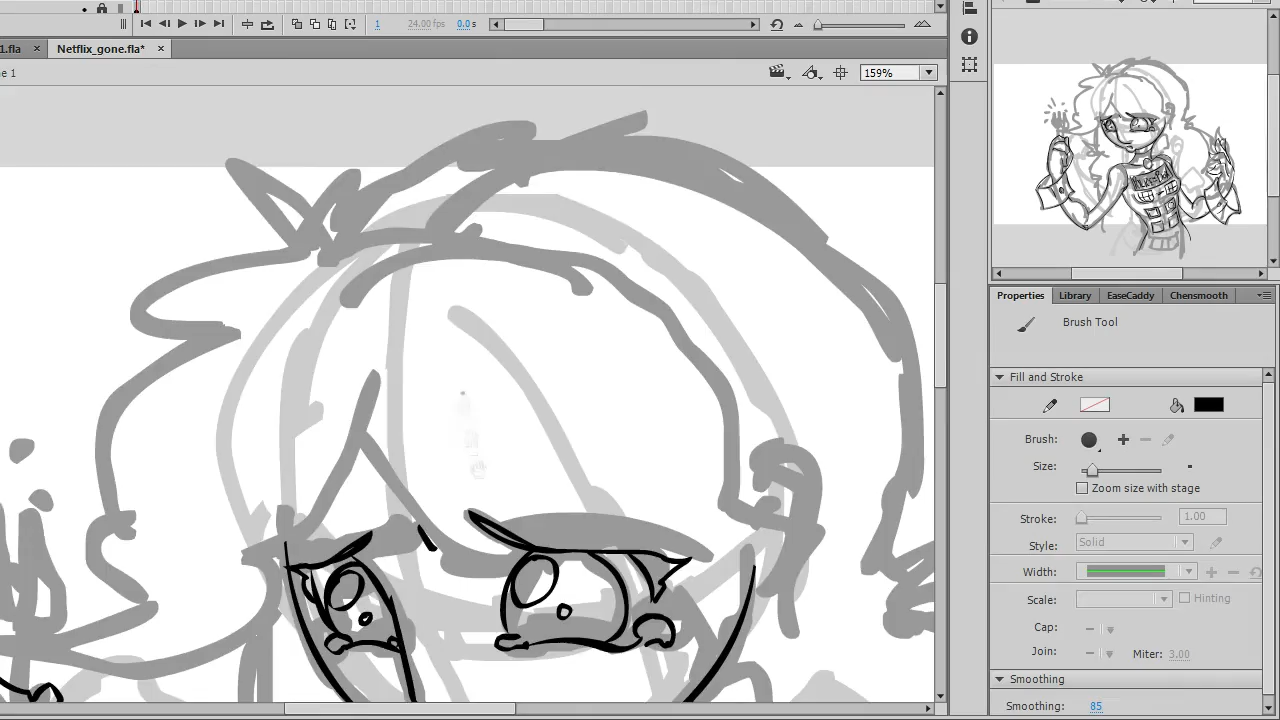 1 24.00 fps 0.0 s
1.fla × Netflix_gone.fla* ×
ne 1
159%
Properties Library EaseCaddy Chensmooth
Brush Tool
Fill and Stroke
Brush:
Size:
Zoom size with stage
Stroke: 1.00
Style: Solid
Width:
Scale: Hinting
Cap:
Join: Miter: 3.00
Smoothing
Smoothing: 85